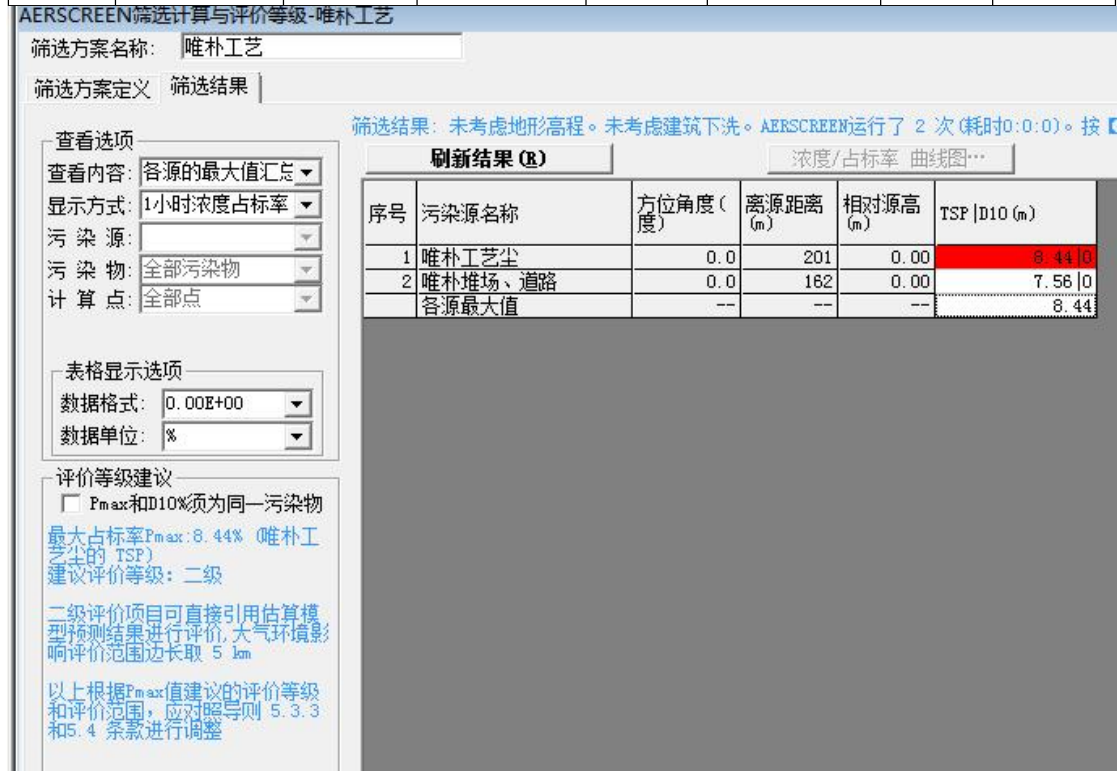 AERSCREEN筛选计算与评价等级-唯朴工艺
筛选方案名称: 唯朴工艺
筛选方案定义 筛选结果
筛选结果: 未考虑地形高程。未考虑建筑下洗。AERSCREEN运行了 2 次(耗时0:0:0)。按【
刷新结果(R) 浓度/占标率 曲线图…
查看选项
查看内容: 各源的最大值汇总
显示方式: 1小时浓度占标率
污 染 源:
污 染 物: 全部污染物
计 算 点: 全部点
序号 污染源名称 方位角度(度) 离源距离(m) 相对源高(m) TSP|D10(m)
1 唯朴工艺尘 0.0 201 0.00 8.44|0
2 唯朴堆场、道路 0.0 162 0.00 7.56|0
各源最大值 -- -- -- 8.44
表格显示选项
数据格式: 0.00E+00
数据单位: %
评价等级建议
Pmax和D10%须为同一污染物
最大占标率Pmax:8.44% (唯朴工
艺尘的 TSP)
建议评价等级: 二级
二级评价项目可直接引用估算模
型预测结果进行评价,大气环境影
响评价范围边长取 5 km
以上根据Pmax值建议的评价等级
和评价范围, 应对照导则 5.3.3
和5.4 条款进行调整